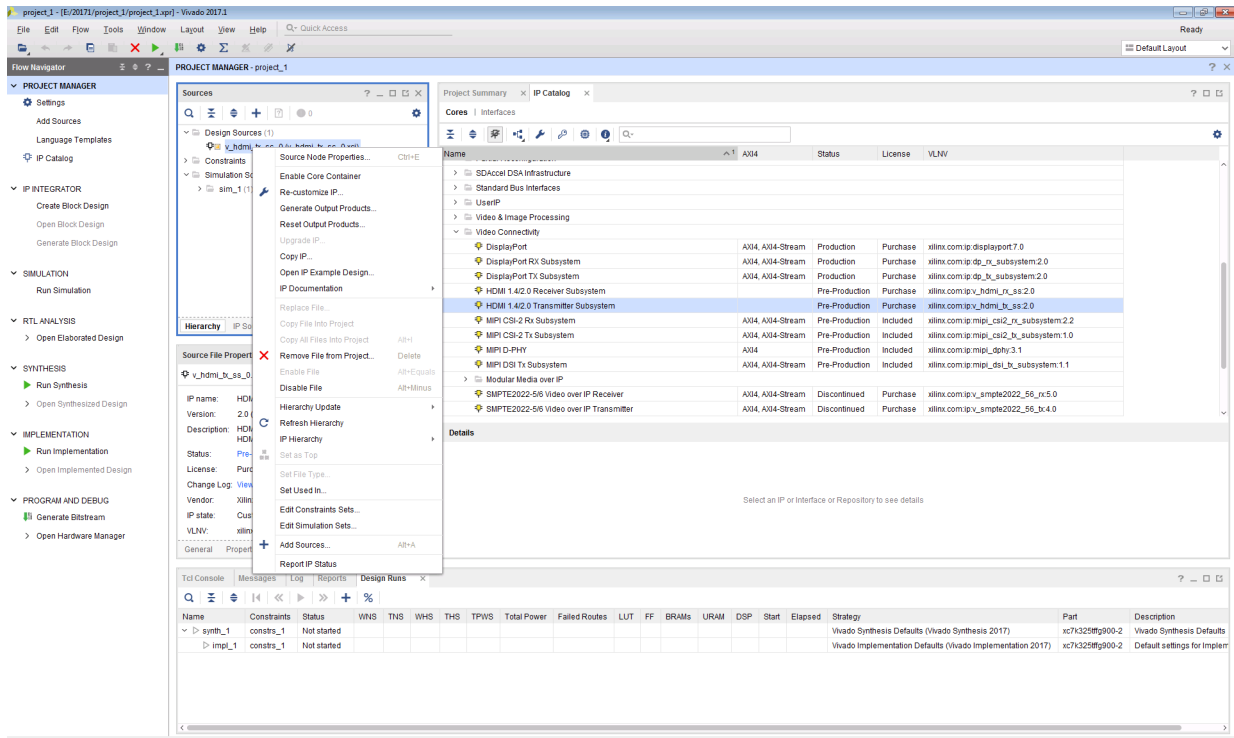 project_1 - [E:/20171/project_1/project_1.xpr] - Vivado 2017.1
File Edit Flow Tools Window Layout View Help Quick Access
Ready
Default Layout
Flow Navigator
PROJECT MANAGER
Settings
Add Sources
Language Templates
IP Catalog
IP INTEGRATOR
Create Block Design
Open Block Design
Generate Block Design
SIMULATION
Run Simulation
RTL ANALYSIS
Open Elaborated Design
SYNTHESIS
Run Synthesis
Open Synthesized Design
IMPLEMENTATION
Run Implementation
Open Implemented Design
PROGRAM AND DEBUG
Generate Bitstream
Open Hardware Manager
PROJECT MANAGER - project_1
Sources
0
Design Sources (1)
Constraints
sim_1 (1
Hierarchy IP So
Source File Propert
v_hdmi_tx_ss_0.
IP name: HDM
Version: 2.0 (
Description: HDM
HDM
Status: Pre-
License: Purc
Change Log: View
Vendor: Xilin
IP state: Cus
VLNV: xilinx
General Propert
Source Node Properties... Ctrl+E
Enable Core Container
Re-customize IP...
Generate Output Products...
Reset Output Products...
Upgrade IP...
Copy IP...
Open IP Example Design...
IP Documentation
Replace File...
Copy File Into Project
Copy All Files Into Project Alt+I
Remove File from Project... Delete
Enable File Alt+Equals
Disable File Alt+Minus
Hierarchy Update
Refresh Hierarchy
IP Hierarchy
Set as Top
Set File Type...
Set Used In...
Edit Constraints Sets...
Edit Simulation Sets...
Add Sources... Alt+A
Report IP Status
Project Summary IP Catalog
Cores Interfaces
Name 1 AXI4 Status License VLNV
SDAccel DSA Infrastructure
Standard Bus Interfaces
UserIP
Video & Image Processing
Video Connectivity
DisplayPort AXI4, AXI4-Stream Production Purchase xilinx.com:ip:displayport:7.0
DisplayPort RX Subsystem AXI4, AXI4-Stream Production Purchase xilinx.com:ip:dp_rx_subsystem:2.0
DisplayPort TX Subsystem AXI4, AXI4-Stream Production Purchase xilinx.com:ip:dp_tx_subsystem:2.0
HDMI 1.4/2.0 Receiver Subsystem Pre-Production Purchase xilinx.com:ip:v_hdmi_rx_ss:2.0
HDMI 1.4/2.0 Transmitter Subsystem Pre-Production Purchase xilinx.com:ip:v_hdmi_tx_ss:2.0
MIPI CSI-2 Rx Subsystem AXI4, AXI4-Stream Pre-Production Included xilinx.com:ip:mipi_csi2_rx_subsystem:2.2
MIPI CSI-2 Tx Subsystem AXI4, AXI4-Stream Pre-Production Included xilinx.com:ip:mipi_csi2_tx_subsystem:1.0
MIPI D-PHY AXI4 Pre-Production Included xilinx.com:ip:mipi_dphy:3.1
MIPI DSI Tx Subsystem AXI4, AXI4-Stream Pre-Production Included xilinx.com:ip:mipi_dsi_tx_subsystem:1.1
Modular Media over IP
SMPTE2022-5/6 Video over IP Receiver AXI4, AXI4-Stream Discontinued Purchase xilinx.com:ip:v_smpte2022_56_rx:5.0
SMPTE2022-5/6 Video over IP Transmitter AXI4, AXI4-Stream Discontinued Purchase xilinx.com:ip:v_smpte2022_56_tx:4.0
Details
Select an IP or Interface or Repository to see details
Tcl Console Messages Log Reports Design Runs
Name Constraints Status WNS TNS WHS THS TPWS Total Power Failed Routes LUT FF BRAMs URAM DSP Start Elapsed Strategy Part Description
synth_1 constrs_1 Not started Vivado Synthesis Defaults (Vivado Synthesis 2017) xc7k325tffg900-2 Vivado Synthesis Defaults
impl_1 constrs_1 Not started Vivado Implementation Defaults (Vivado Implementation 2017) xc7k325tffg900-2 Default settings for Implem